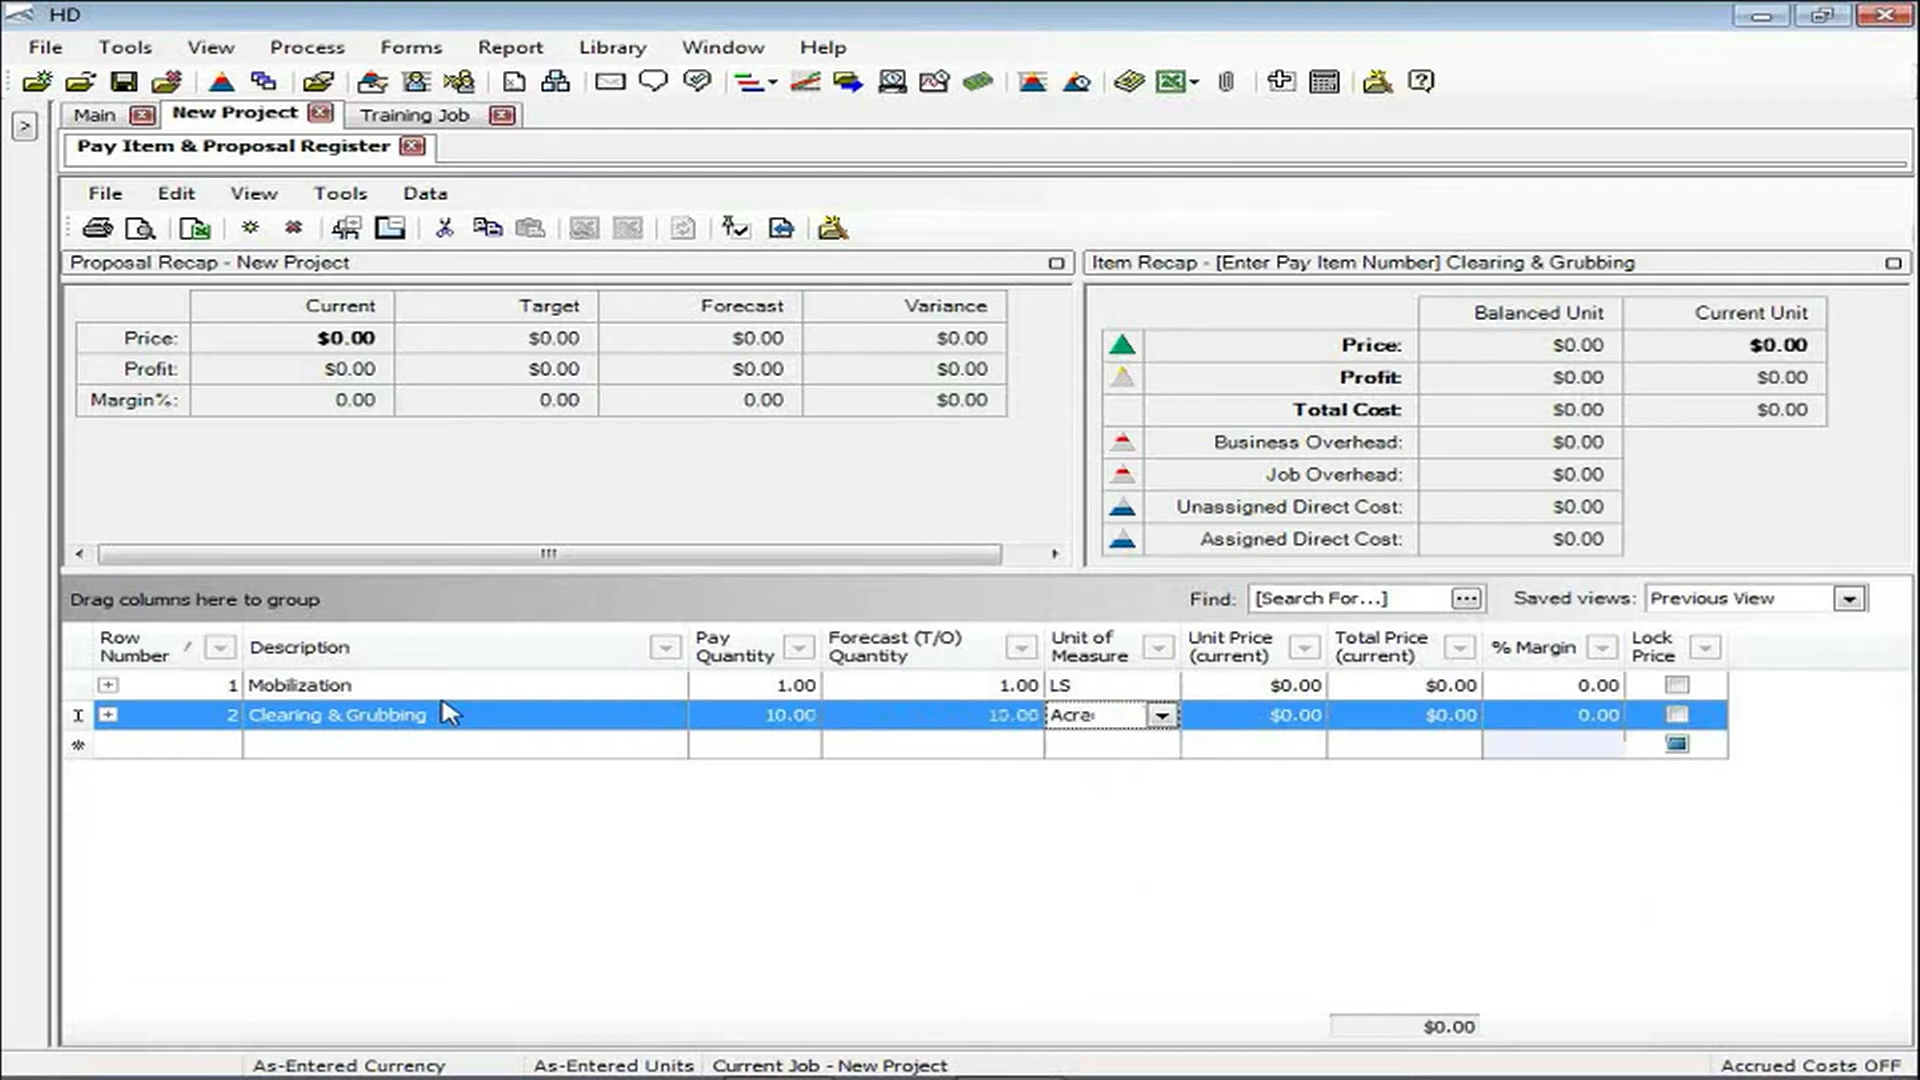 HD
File Tools View Process Forms Report Library Window Help
Main New Project Training Job
Pay Item & Proposal Register
File Edit View Tools Data
Proposal Recap - New Project
Current Target Forecast Variance
Price: $0.00 $0.00 $0.00 $0.00
Profit: $0.00 $0.00 $0.00 $0.00
Margin%: 0.00 0.00 0.00 $0.00
Item Recap - [Enter Pay Item Number] Clearing & Grubbing
Balanced Unit Current Unit
Price: $0.00 $0.00
Profit: $0.00 $0.00
Total Cost: $0.00 $0.00
Business Overhead: $0.00
Job Overhead: $0.00
Unassigned Direct Cost: $0.00
Assigned Direct Cost: $0.00
Drag columns here to group Find: [Search For...] Saved views: Previous View
Row Number Description Pay Quantity Forecast (T/O) Quantity Unit of Measure Unit Price (current) Total Price (current) % Margin Lock Price
1 Mobilization 1.00 1.00 LS $0.00 $0.00 0.00
2 Clearing & Grubbing 10.00 10.00 Acre $0.00 $0.00 0.00
$0.00
As-Entered Currency As-Entered Units Current Job - New Project Accrued Costs OFF